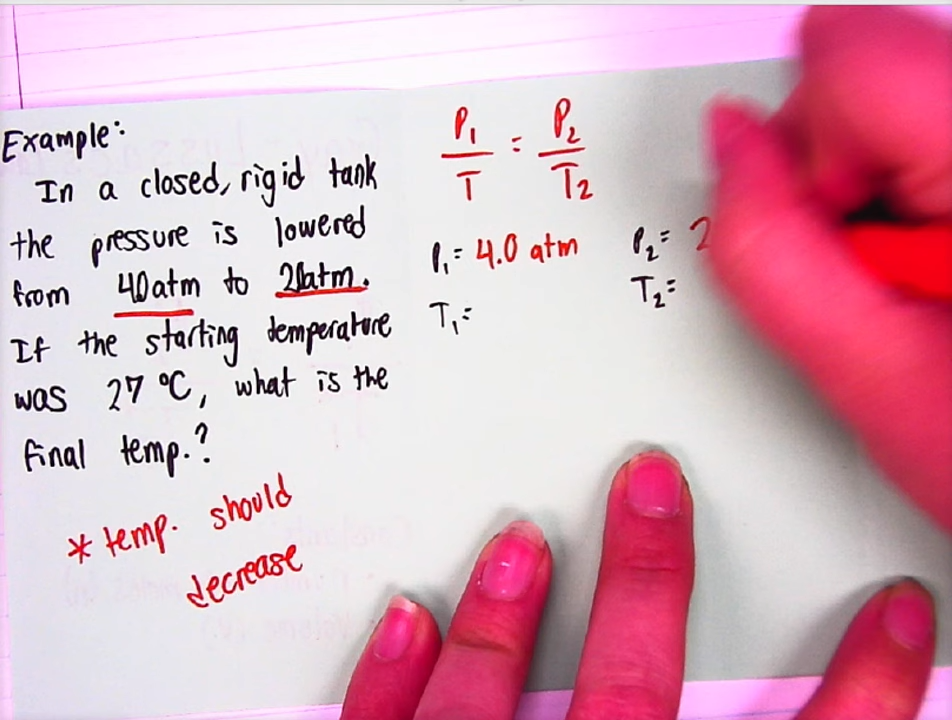 Example:
In a closed, rigid tank
the pressure is lowered
from 4.0 atm to 2.0 atm.
If the starting temperature
was 27 °C, what is the
final temp.?
* temp. should
decrease
P₁/T = P₂/T₂
P₁= 4.0 atm P₂= 2
T₁= T₂=